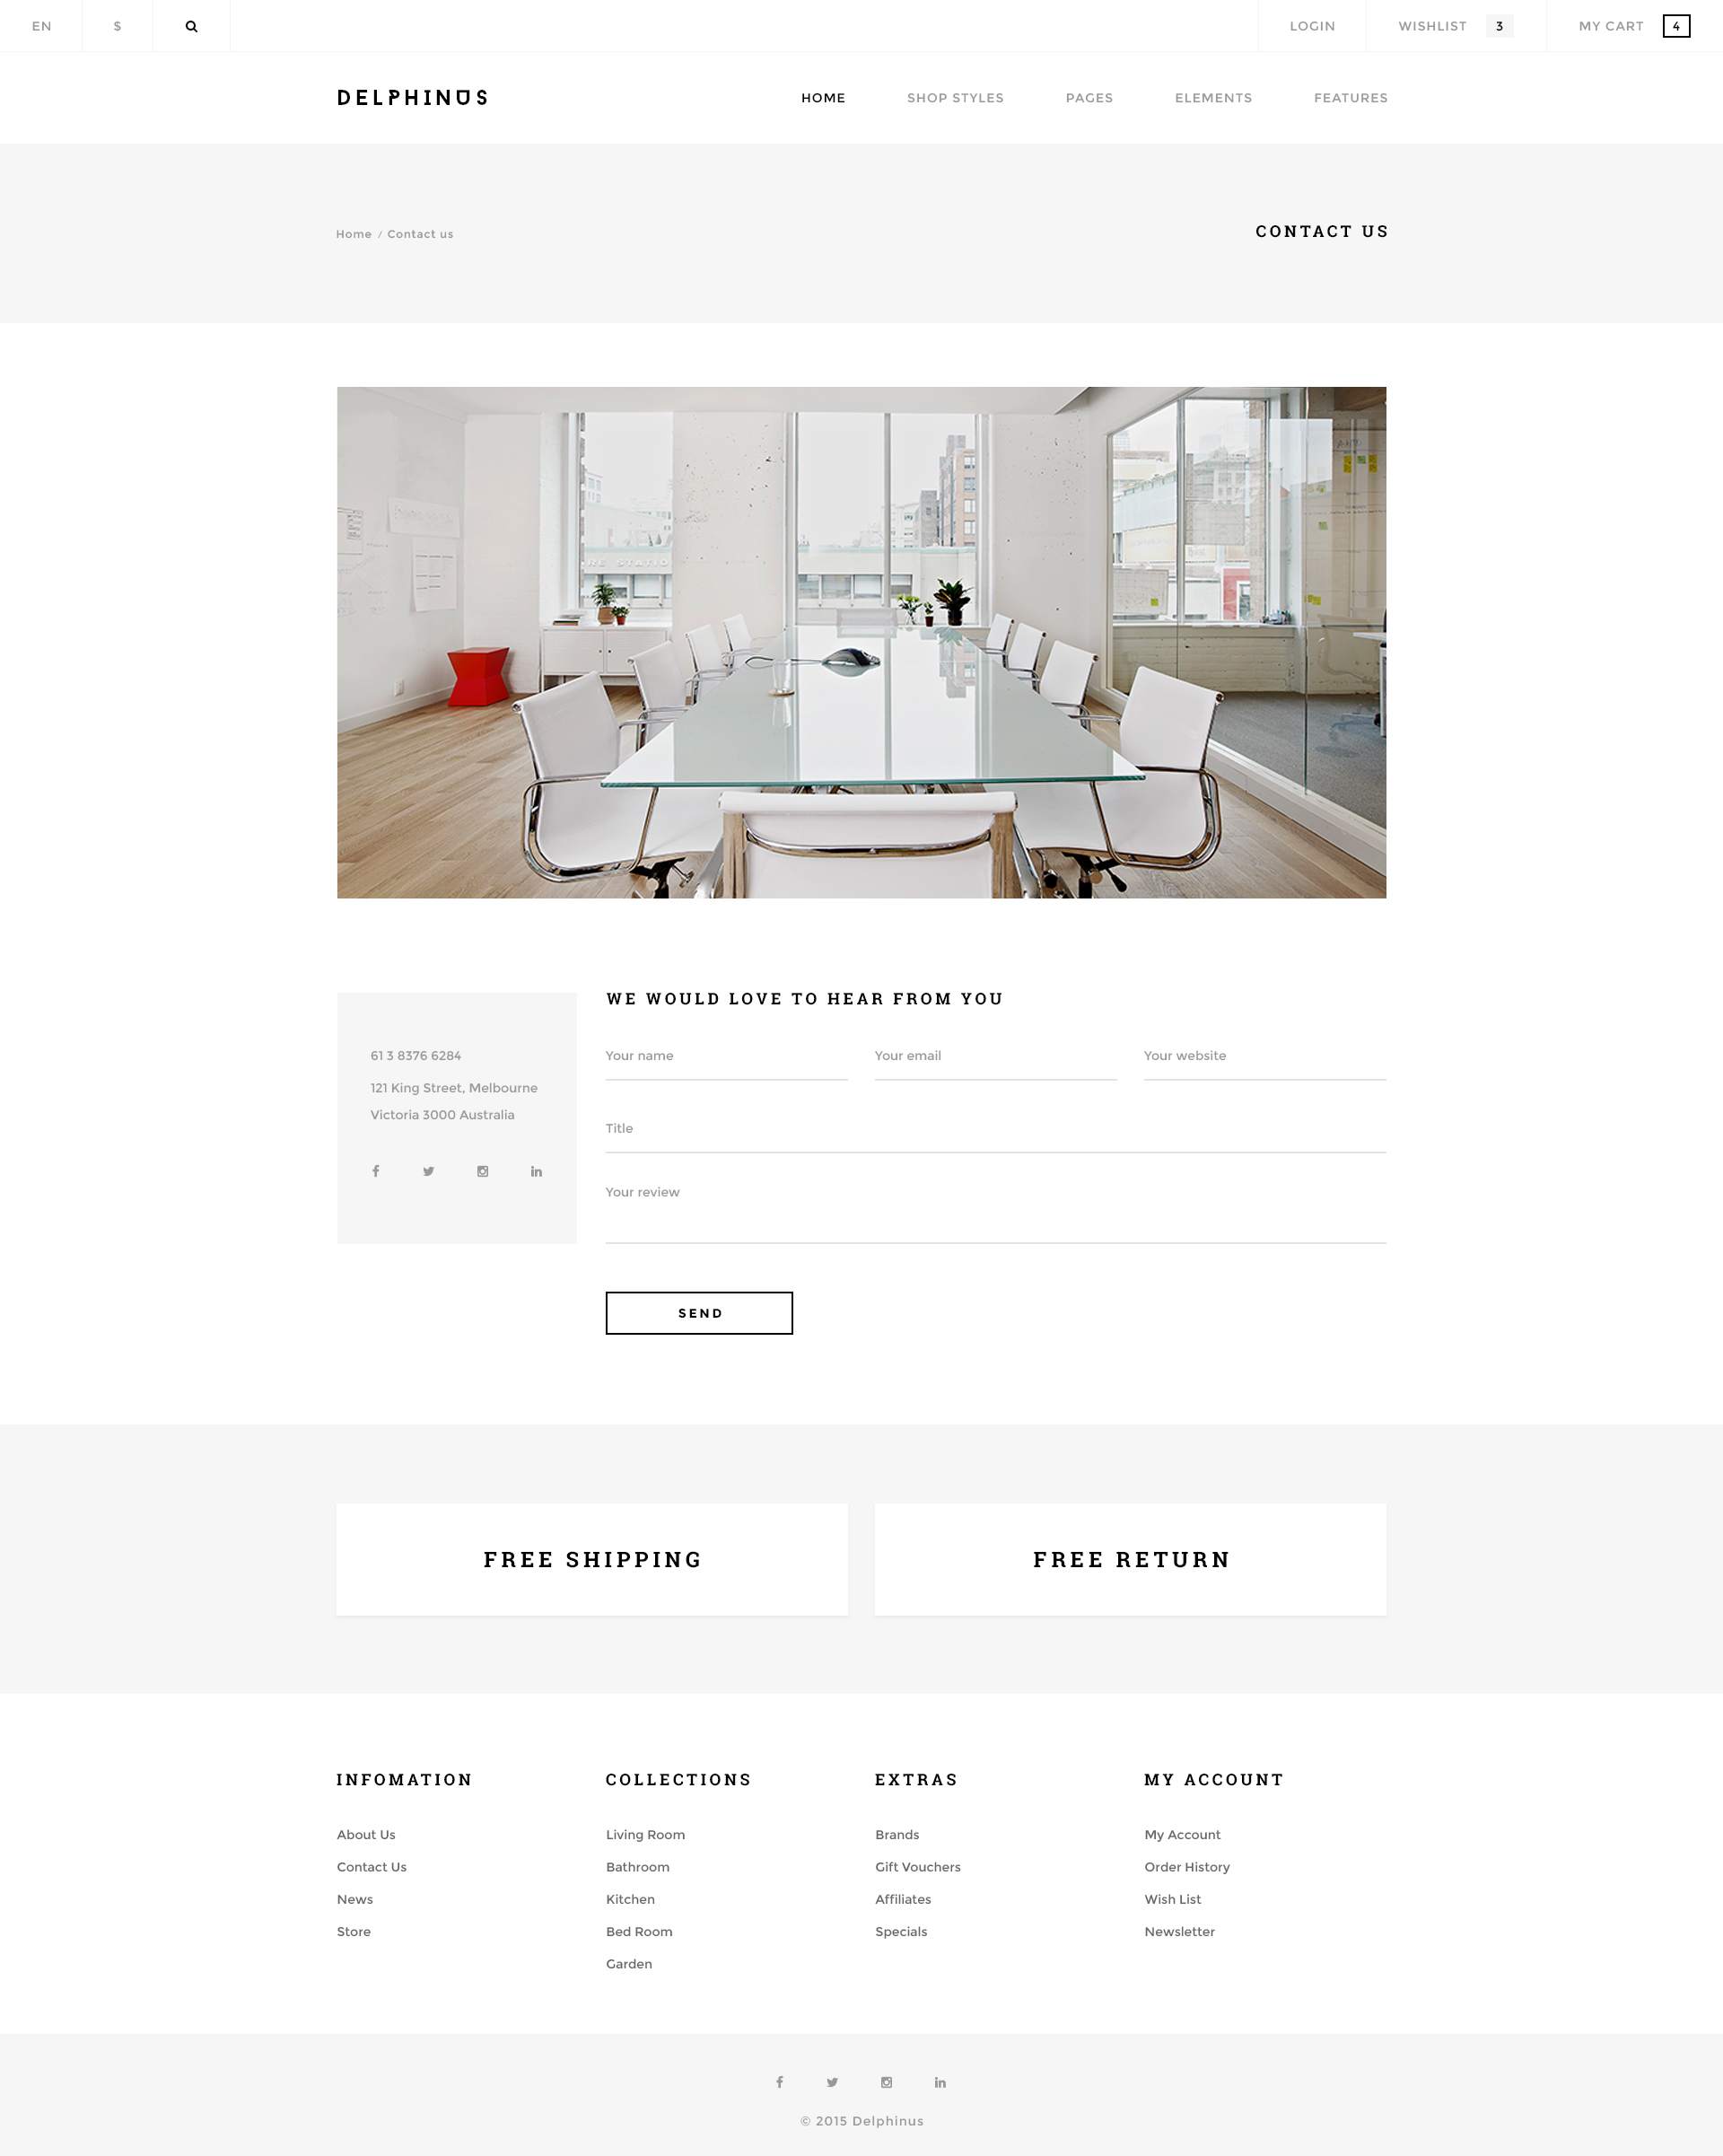 EN $ LOGIN WISHLIST 3 MY CART 4
DELPHINUS HOME SHOP STYLES PAGES ELEMENTS FEATURES
Home / Contact us CONTACT US
RE STATIO
WE WOULD LOVE TO HEAR FROM YOU
61 3 8376 6284
121 King Street, Melbourne
Victoria 3000 Australia
Your name Your email Your website
Title
Your review
SEND
FREE SHIPPING FREE RETURN
INFOMATION
About Us
Contact Us
News
Store
COLLECTIONS
Living Room
Bathroom
Kitchen
Bed Room
Garden
EXTRAS
Brands
Gift Vouchers
Affiliates
Specials
MY ACCOUNT
My Account
Order History
Wish List
Newsletter
© 2015 Delphinus